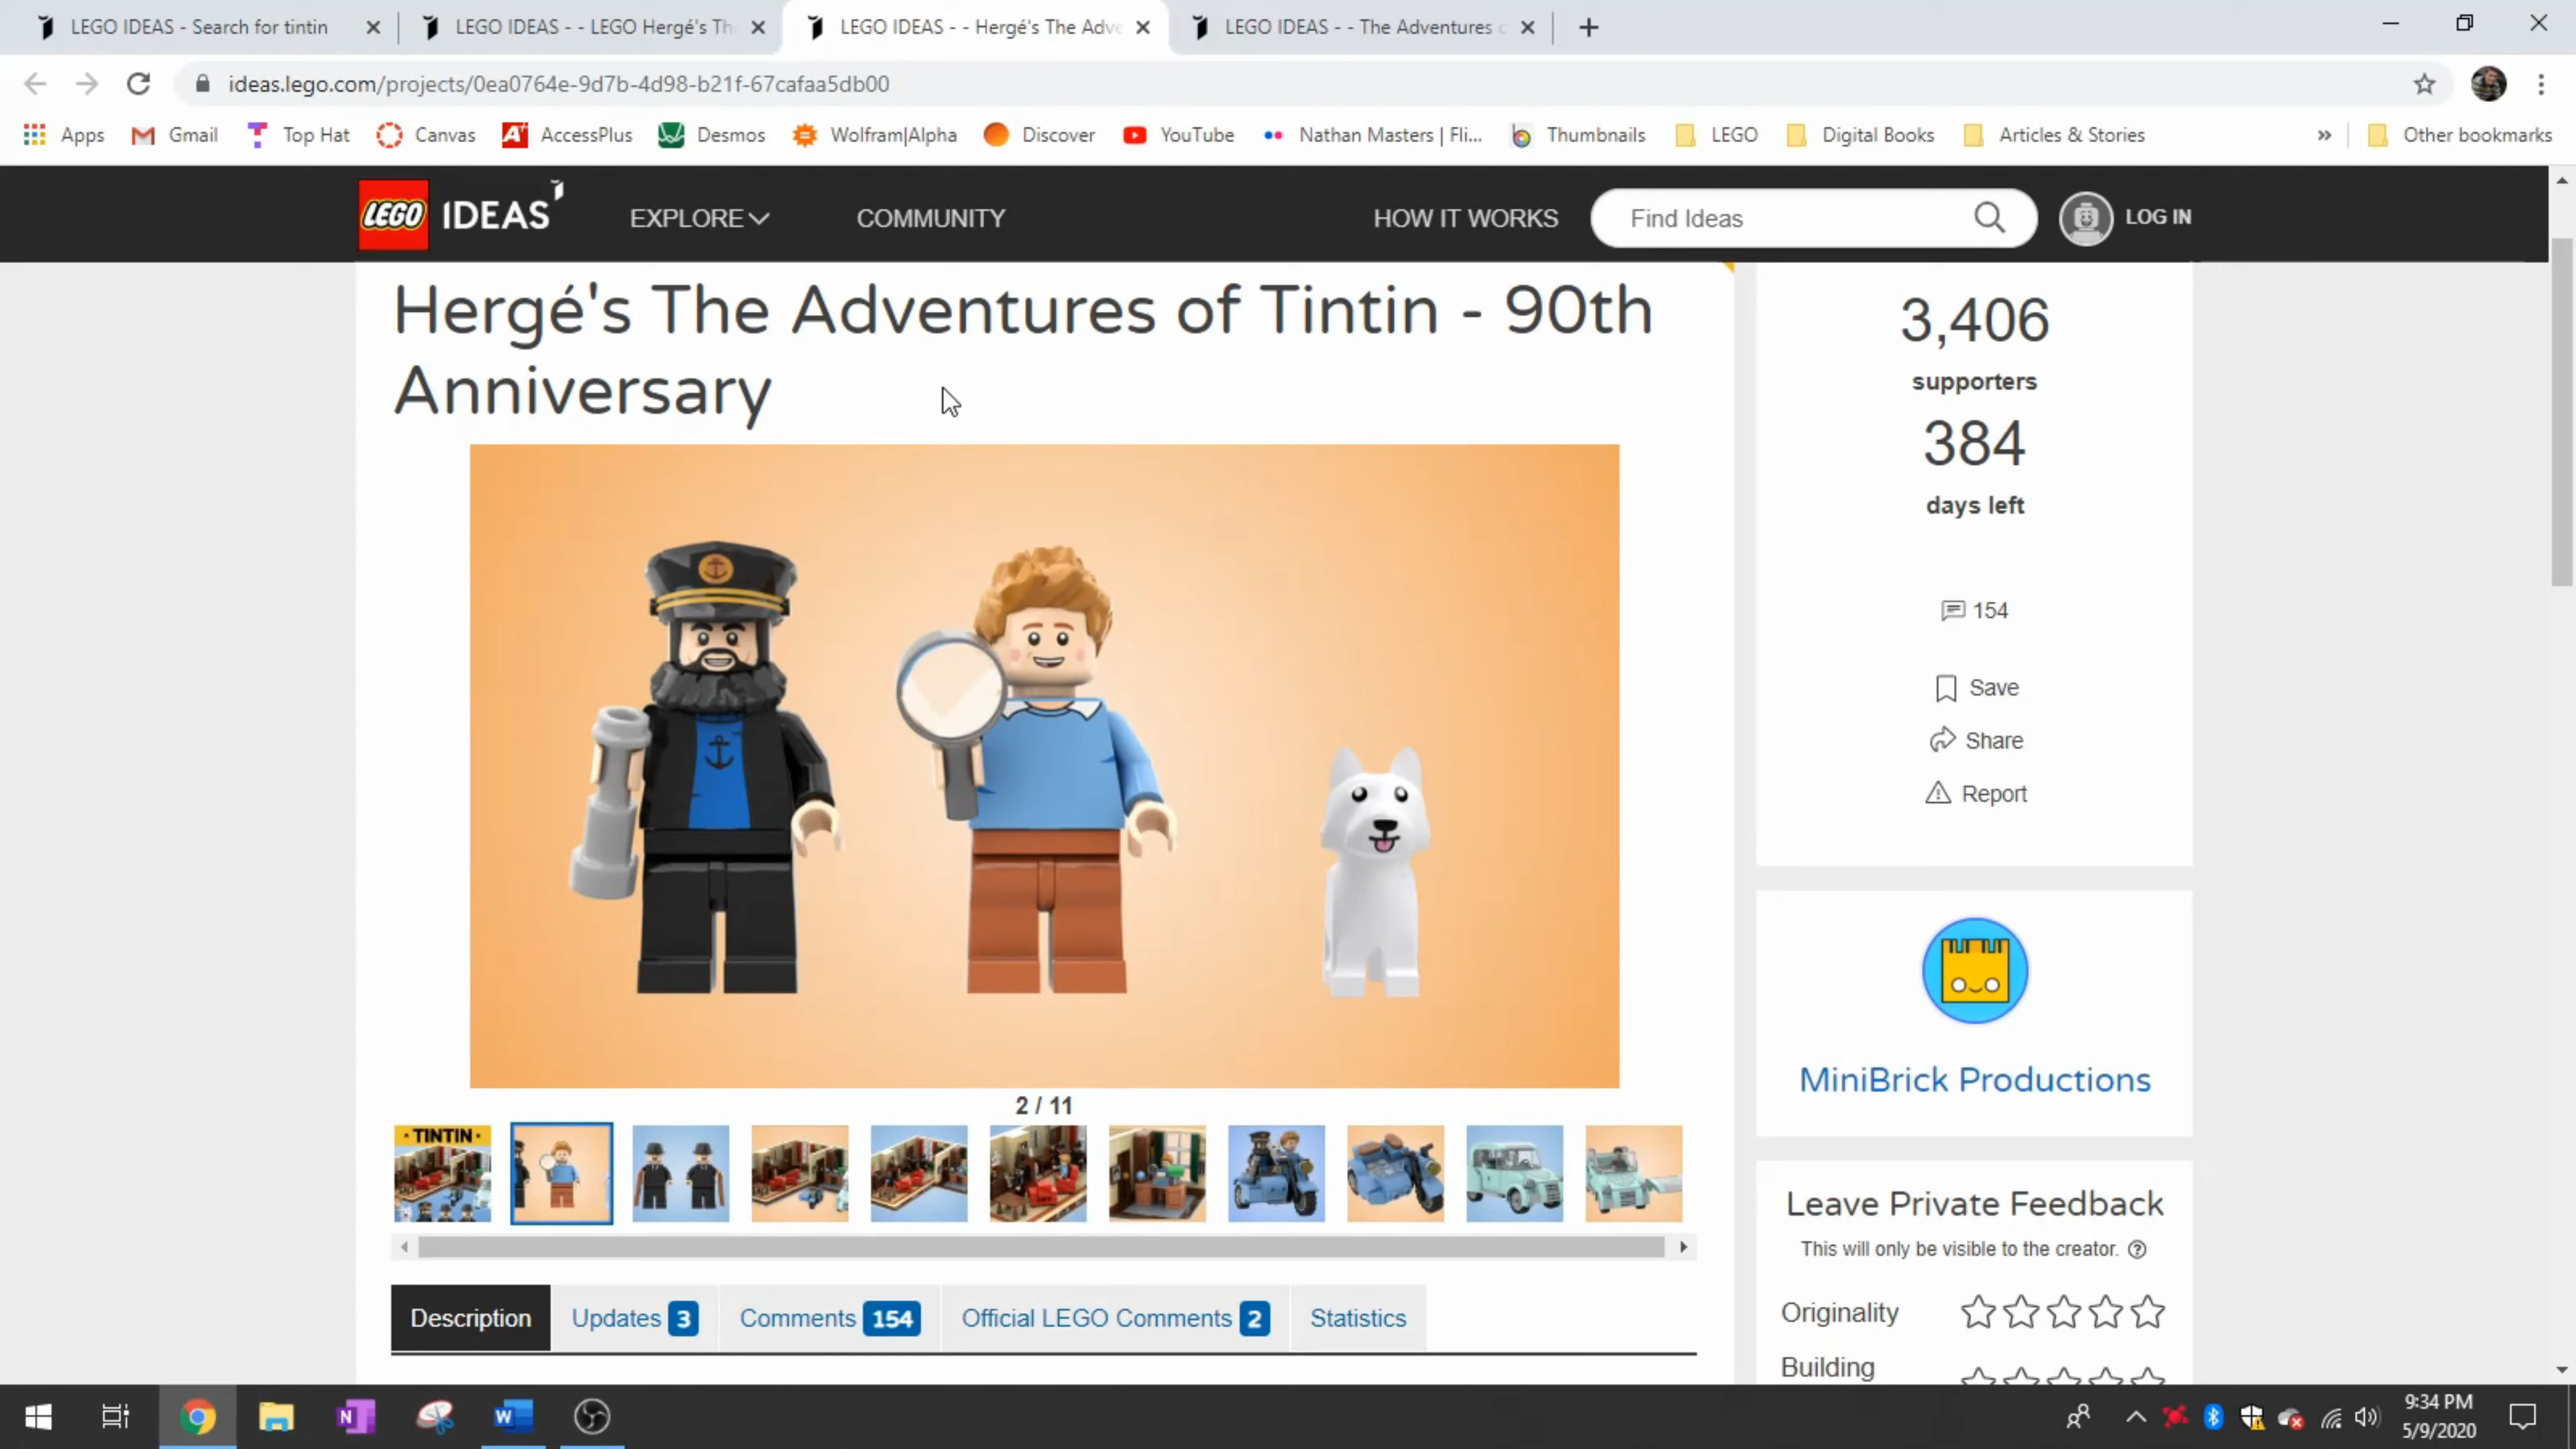 LEGO IDEAS - Search for tintin
LEGO IDEAS - - LEGO Hergé's Th
LEGO IDEAS - - Hergé's The Adve
LEGO IDEAS - - The Adventures
ideas.lego.com/projects/0ea0764e-9d7b-4d98-b21f-67cafaa5db00
Apps Gmail Top Hat Canvas AccessPlus Desmos Wolfram|Alpha Discover YouTube Nathan Masters | Fli... Thumbnails LEGO Digital Books Articles & Stories » Other bookmarks
LEGO IDEAS EXPLORE COMMUNITY HOW IT WORKS Find Ideas LOG IN
Hergé's The Adventures of Tintin - 90th
Anniversary
3,406
supporters
384
days left
154
Save
Share
Report
MiniBrick Productions
2 / 11
· TINTIN ·
Description Updates 3 Comments 154 Official LEGO Comments 2 Statistics
Leave Private Feedback
This will only be visible to the creator.
Originality
Building
9:34 PM
5/9/2020